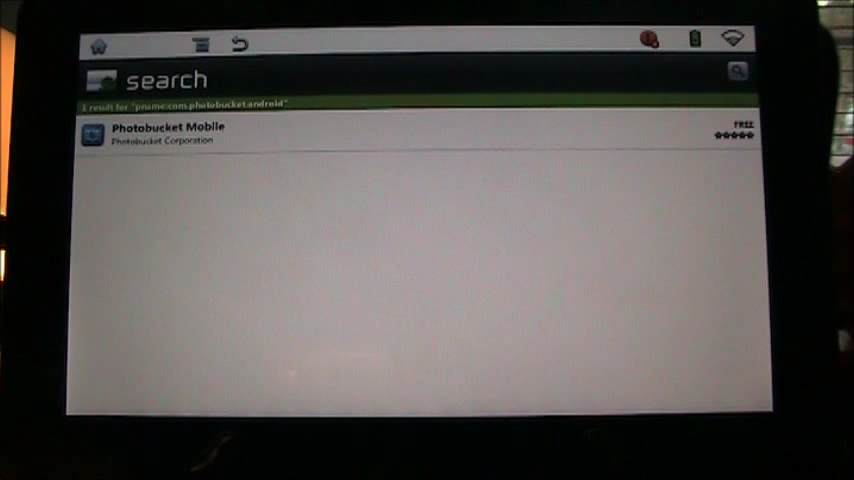 search
1 result for "pname:com.photobucket.android"
Photobucket Mobile
FREE
Photobucket Corporation